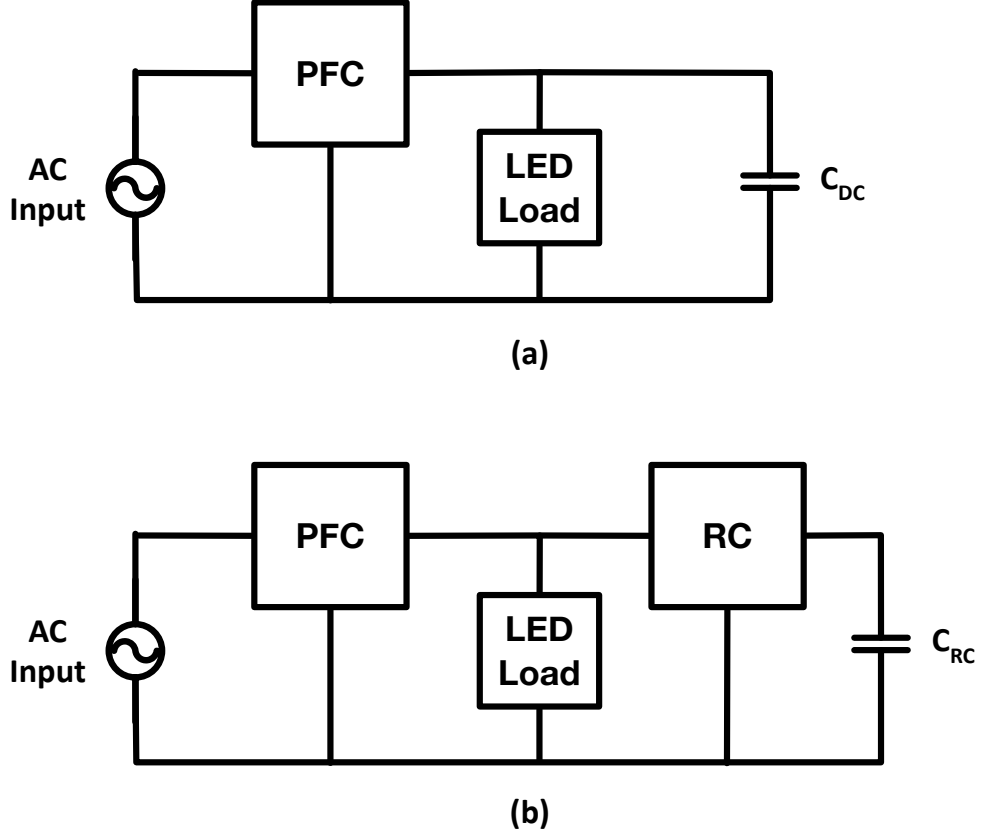 PFC
AC
Input
LED
Load
C_DC
(a)
PFC
RC
AC
Input
LED
Load
C_RC
(b)